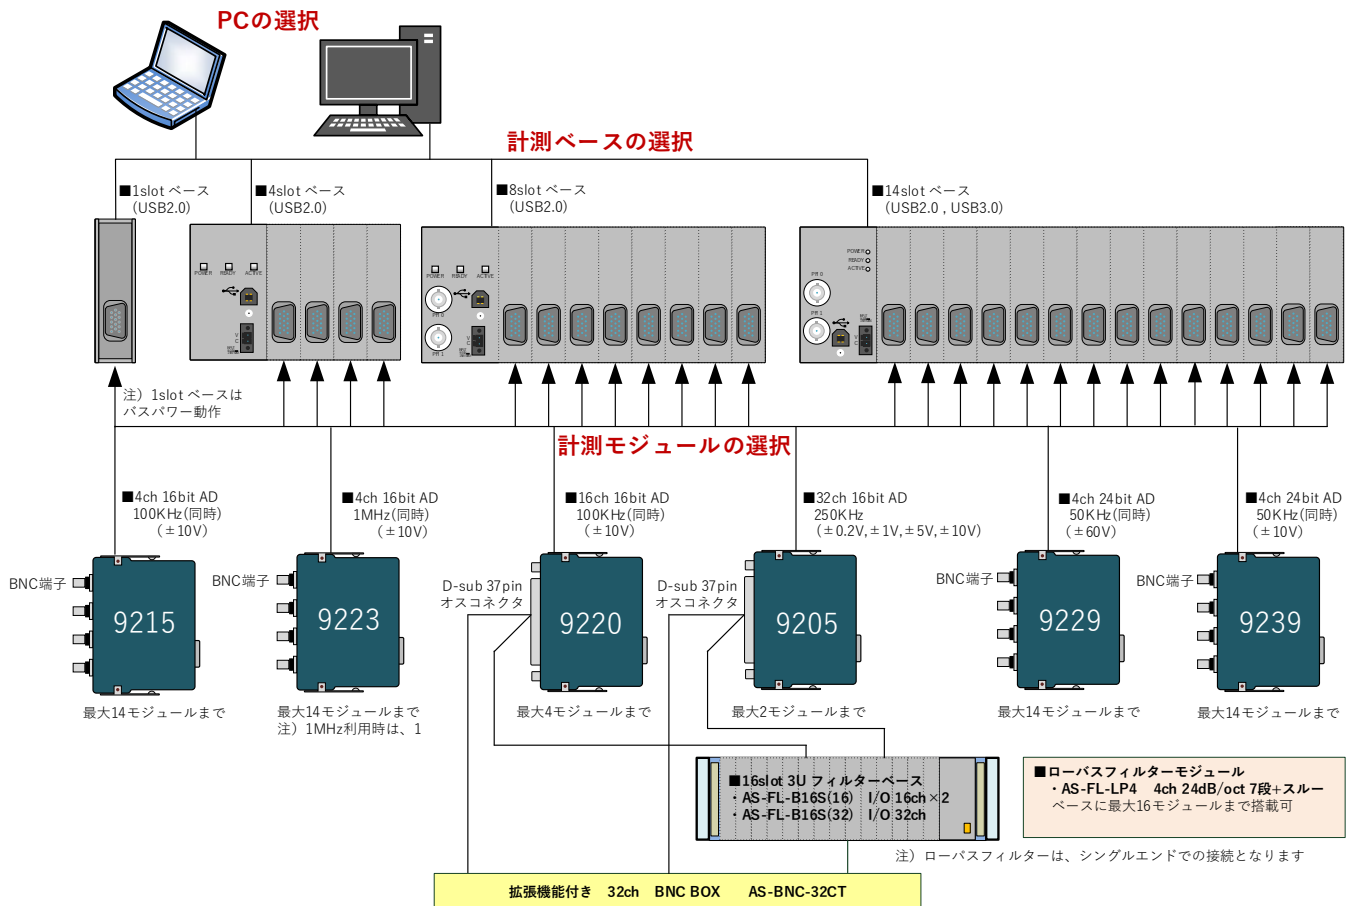 PCの選択
計測ベースの選択
■1slot ベース
(USB2.0)
■4slot ベース
(USB2.0)
■8slot ベース
(USB2.0)
■14slot ベース
(USB2.0 , USB3.0)
POWER READY ACTIVE
POWER READY ACTIVE
PFI 0
PFI 1
POWER
READY
ACTIVE
PFI 0
PFI 1
注）1slot ベースは
バスパワー動作
計測モジュールの選択
■4ch 16bit AD
100KHz(同時)
（±10V）
■4ch 16bit AD
1MHz(同時)
（±10V）
■16ch 16bit AD
100KHz(同時)
（±10V）
■32ch 16bit AD
250KHz
（±0.2V, ±1V, ±5V, ±10V）
■4ch 24bit AD
50KHz(同時)
（±60V）
■4ch 24bit AD
50KHz(同時)
（±10V）
BNC端子
9215
最大14モジュールまで
BNC端子
9223
最大14モジュールまで
注）1MHz利用時は、1
D-sub 37pin
オスコネクタ
9220
最大4モジュールまで
D-sub 37pin
オスコネクタ
9205
最大2モジュールまで
BNC端子
9229
最大14モジュールまで
BNC端子
9239
最大14モジュールまで
■16slot 3U フィルターベース
・AS-FL-B16S(16) I/O 16ch×2
・AS-FL-B16S(32) I/O 32ch
■ローパスフィルターモジュール
・AS-FL-LP4 4ch 24dB/oct 7段+スルー
ベースに最大16モジュールまで搭載可
注）ローパスフィルターは、シングルエンドでの接続となります
拡張機能付き 32ch BNC BOX AS-BNC-32CT